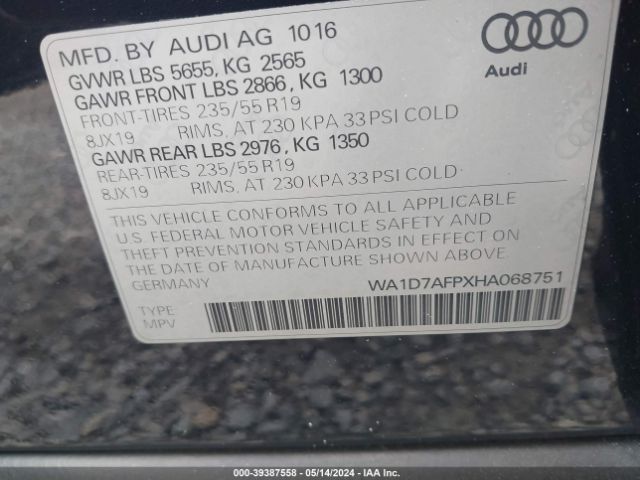 MFD. BY AUDI AG 10 16
GVWR LBS 5655, KG 2565
GAWR FRONT LBS 2866, KG 1300
FRONT-TIRES 235/55 R19
8JX19 RIMS, AT 230 KPA 33 PSI COLD
GAWR REAR LBS 2976, KG 1350
REAR-TIRES 235/55 R19
8JX19 RIMS, AT 230 KPA 33 PSI COLD
Audi
THIS VEHICLE CONFORMS TO ALL APPLICABLE
U.S. FEDERAL MOTOR VEHICLE SAFETY AND
THEFT PREVENTION STANDARDS IN EFFECT ON
THE DATE OF MANUFACTURE SHOWN ABOVE.
GERMANY
WA1D7AFPXHA068751
TYPE
MPV
000-39387558 - 05/14/2024 - IAA Inc.